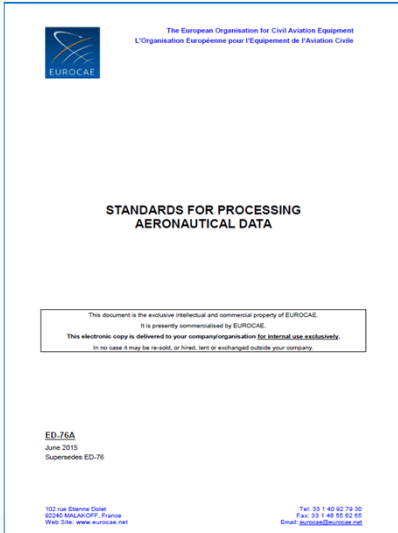 The European Organisation for Civil Aviation Equipment
L'Organisation Européenne pour l'Equipement de l'Aviation Civile
EUROCAE
STANDARDS FOR PROCESSING
AERONAUTICAL DATA
This document is the exclusive intellectual and commercial property of EUROCAE.
It is presently commercialised by EUROCAE.
This electronic copy is delivered to your company/organisation for internal use exclusively.
In no case it may be re-sold, or hired, lent or exchanged outside your company.
ED-76A
June 2015
Supersedes ED-76
102 rue Etienne Dolet
92240 MALAKOFF, France
Web Site: www.eurocae.net
Tel: 33 1 40 92 79 30
Fax: 33 1 46 55 62 65
Email: eurocae@eurocae.net